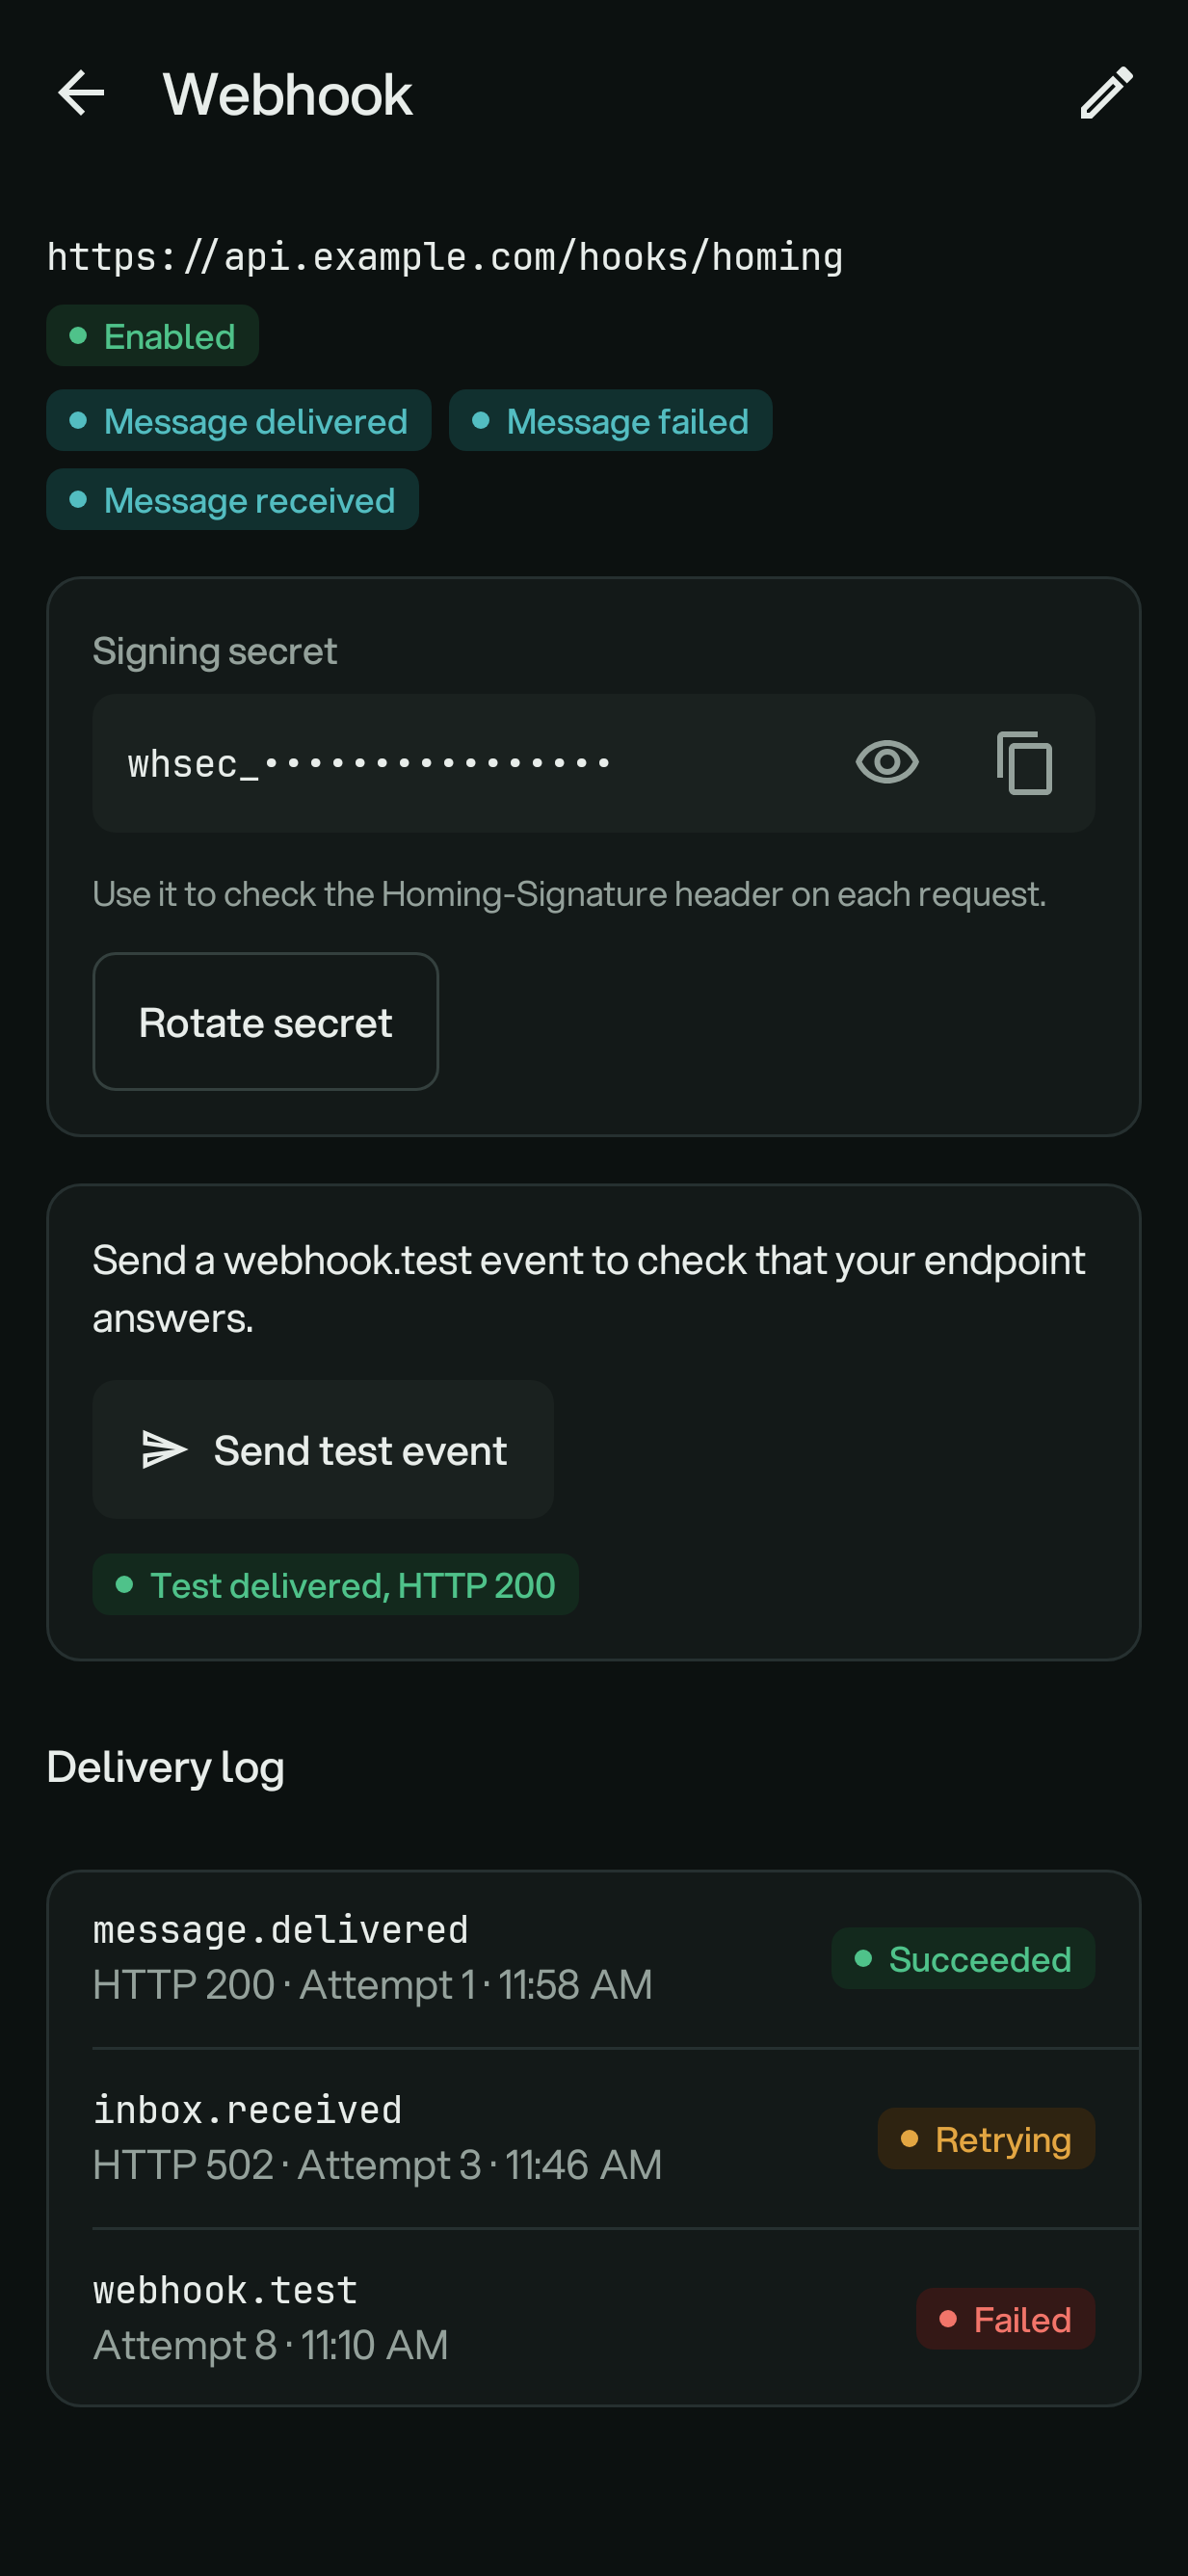 Webhook
https://api.example.com/hooks/homing
Enabled
Message delivered
Message failed
Message received
Signing secret
whsec_••••••••••••••••
Use it to check the Homing-Signature header on each request.
Rotate secret
Send a webhook.test event to check that your endpoint
answers.
Send test event
Test delivered, HTTP 200
Delivery log
message.delivered
HTTP 200 · Attempt 1 · 11:58 AM
Succeeded
inbox.received
HTTP 502 · Attempt 3 · 11:46 AM
Retrying
webhook.test
Attempt 8 · 11:10 AM
Failed